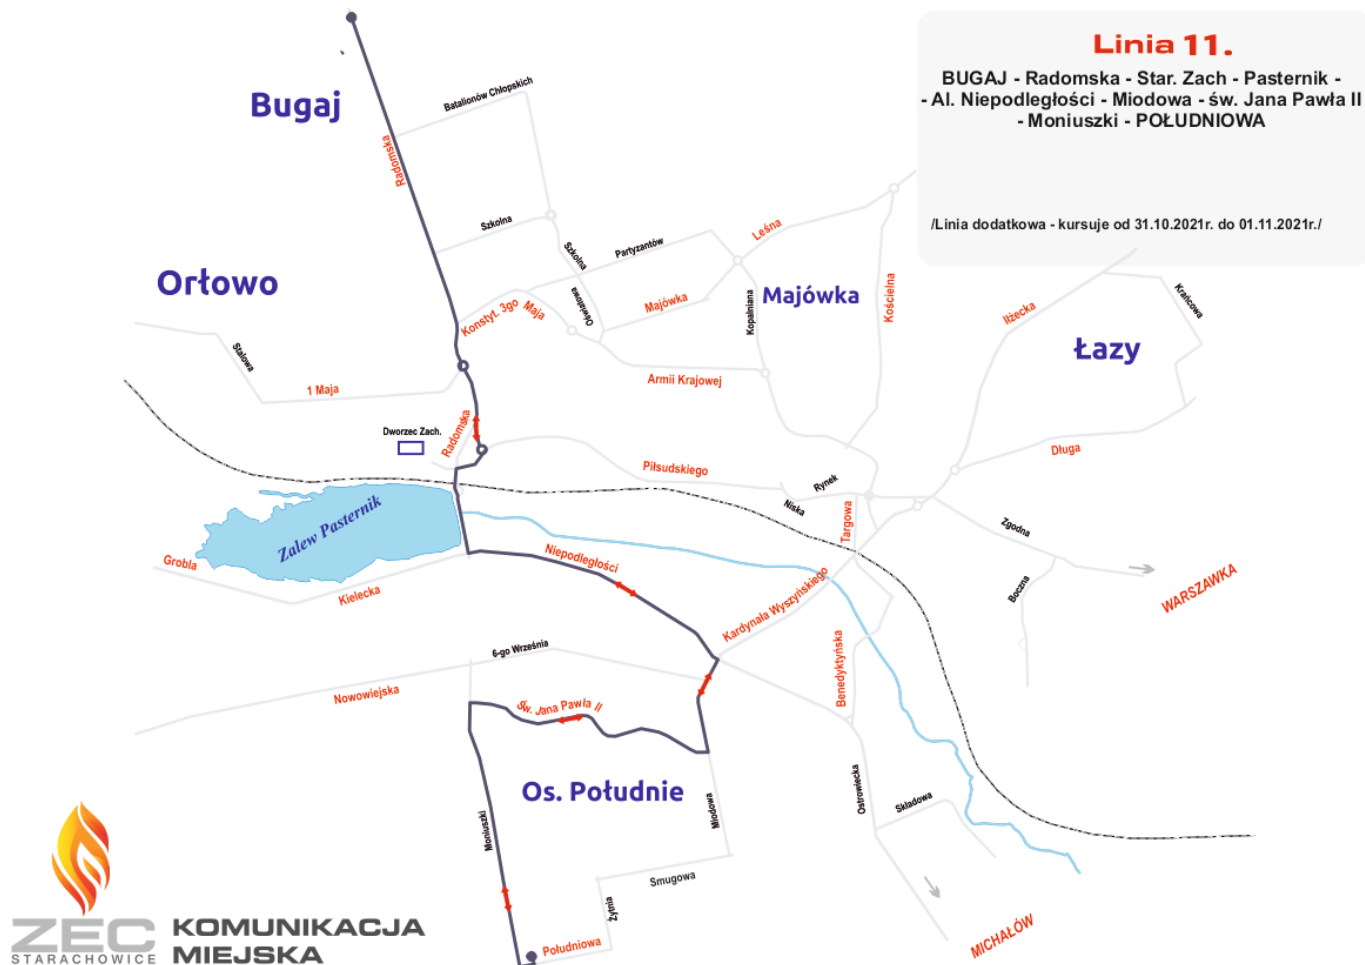 Linia 11.
BUGAJ - Radomska - Star. Zach - Pasternik -
- Al. Niepodległości - Miodowa - św. Jana Pawła II
- Moniuszki - POŁUDNIOWA
/Linia dodatkowa - kursuje od 31.10.2021r. do 01.11.2021r./
Bugaj
Batalionów Chłopskich
Radomska
Szkolna
Szkolna
Partyzantów
Leśna
Orłowo
Konstyt. 3go Maja
Oświatowa
Majówka
Kopalniana
Majówka
Kościelna
Iłżecka
Krańcowa
Łazy
Stalowa
1 Maja
Armii Krajowej
Dworzec Zach.
Radomska
Piłsudskiego
Rynek
Niska
Targowa
Długa
Zgodna
Zalew Pasternik
Grobla
Kielecka
Niepodległości
Kardynała Wyszyńskiego
Boczna
WARSZAWKA
6-go Września
Nowowiejska
Benedyktyńska
Św. Jana Pawła II
Os. Południe
Moniuszki
Miodowa
Ostrowiecka
Składowa
Smugowa
Żytnia
Południowa
MICHAŁÓW
ZEC
STARACHOWICE
KOMUNIKACJA
MIEJSKA